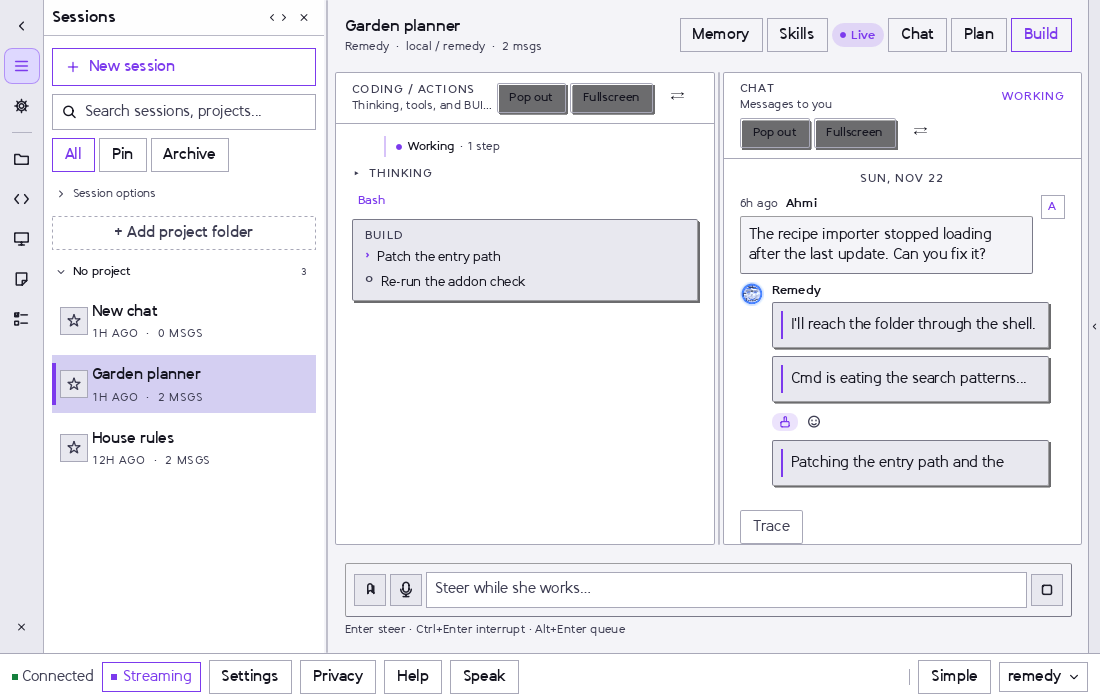 Sessions
New session
Search sessions, projects...
All
Pin
Archive
Session options
+ Add project folder
No project
3
New chat
1H AGO · 0 MSGS
Garden planner
1H AGO · 2 MSGS
House rules
12H AGO · 2 MSGS
Garden planner
Remedy · local / remedy · 2 msgs
Memory
Skills
Live
Chat
Plan
Build
CODING / ACTIONS
Thinking, tools, and BUI...
Pop out
Fullscreen
Working · 1 step
THINKING
Bash
BUILD
Patch the entry path
Re-run the addon check
CHAT
Messages to you
WORKING
Pop out
Fullscreen
SUN, NOV 22
6h ago Ahmi
A
The recipe importer stopped loading
after the last update. Can you fix it?
Remedy
I'll reach the folder through the shell.
Cmd is eating the search patterns...
Patching the entry path and the
Trace
Steer while she works...
Enter steer · Ctrl+Enter interrupt · Alt+Enter queue
Connected
Streaming
Settings
Privacy
Help
Speak
Simple
remedy